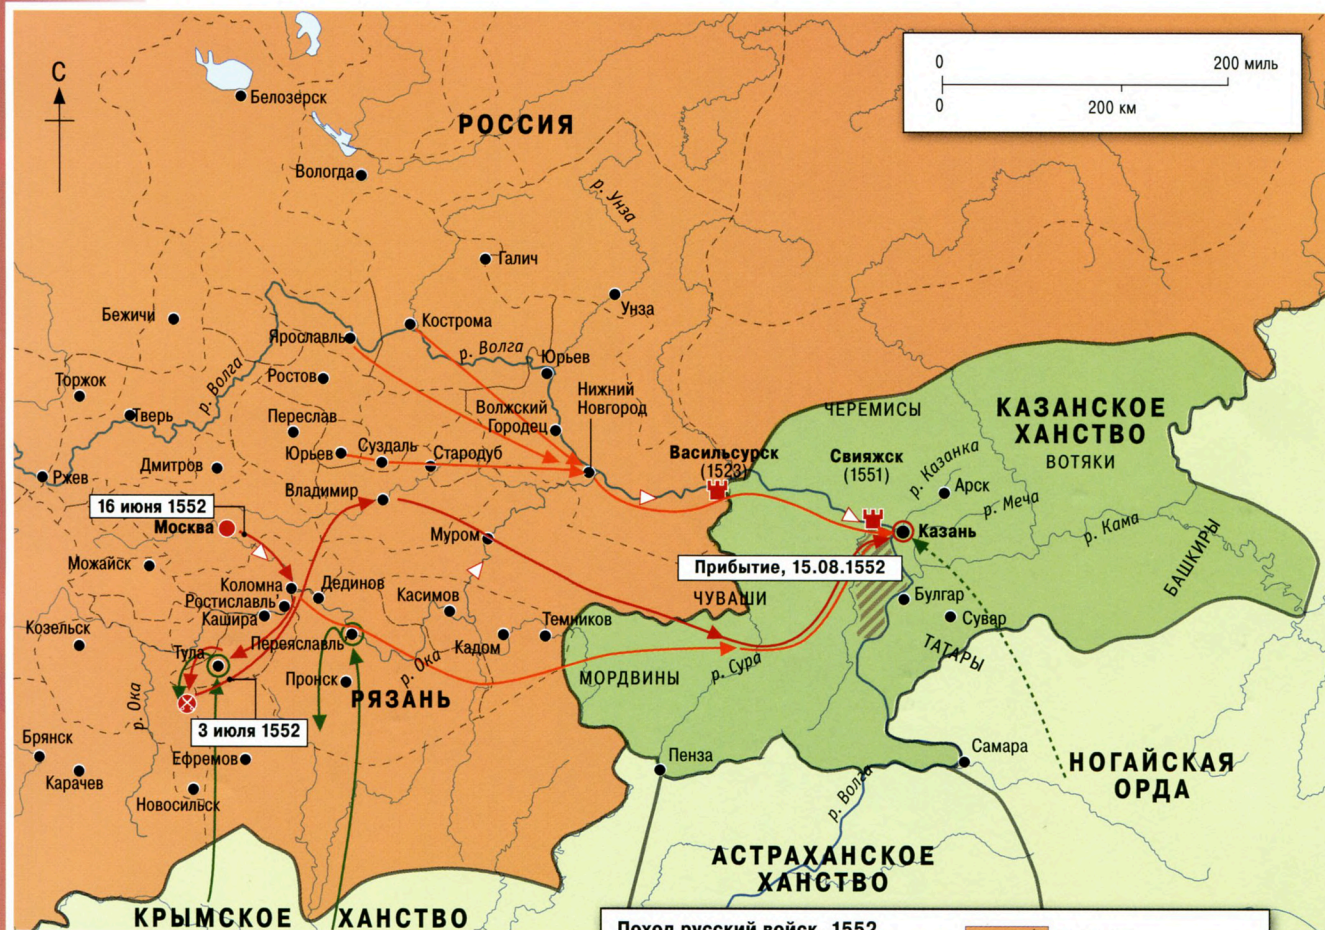 С
0
200 миль
0
200 км
Белозерск
РОССИЯ
Вологда
р. Унза
Галич
Унза
Бежичи
Кострома
Ярославль
р. Волга
Юрьев
р. Волга
Ростов
Торжок
Нижний
Новгород
Тверь
Переслав
Волжский
Городец
ЧЕРЕМИСЫ
КАЗАНСКОЕ
ХАНСТВО
ВОТЯКИ
Юрьев
Суздаль
Стародуб
Васильсурск
(1523)
Свияжск
(1551)
р. Казанка
Ржев
Дмитров
Владимир
Арск
р. Меча
16 июня 1552
Москва
Муром
Казань
р. Кама
БАШКИРЫ
Можайск
Прибытие, 15.08.1552
Коломна
Дединов
Ростиславль
Кашира
Касимов
ЧУВАШИ
Булгар
Сувар
Козельск
Переяславль
Темников
Кадом
Тула
р. Ока
ТАТАРЫ
МОРДВИНЫ
р. Сура
Пронск
РЯЗАНЬ
р. Ока
3 июля 1552
Брянск
Карачев
Ефремов
Новосильск
Пенза
Самара
р. Волга
НОГАЙСКАЯ
ОРДА
АСТРАХАНСКОЕ
ХАНСТВО
КРЫМСКОЕ ХАНСТВО
Поход русский войск, 1552